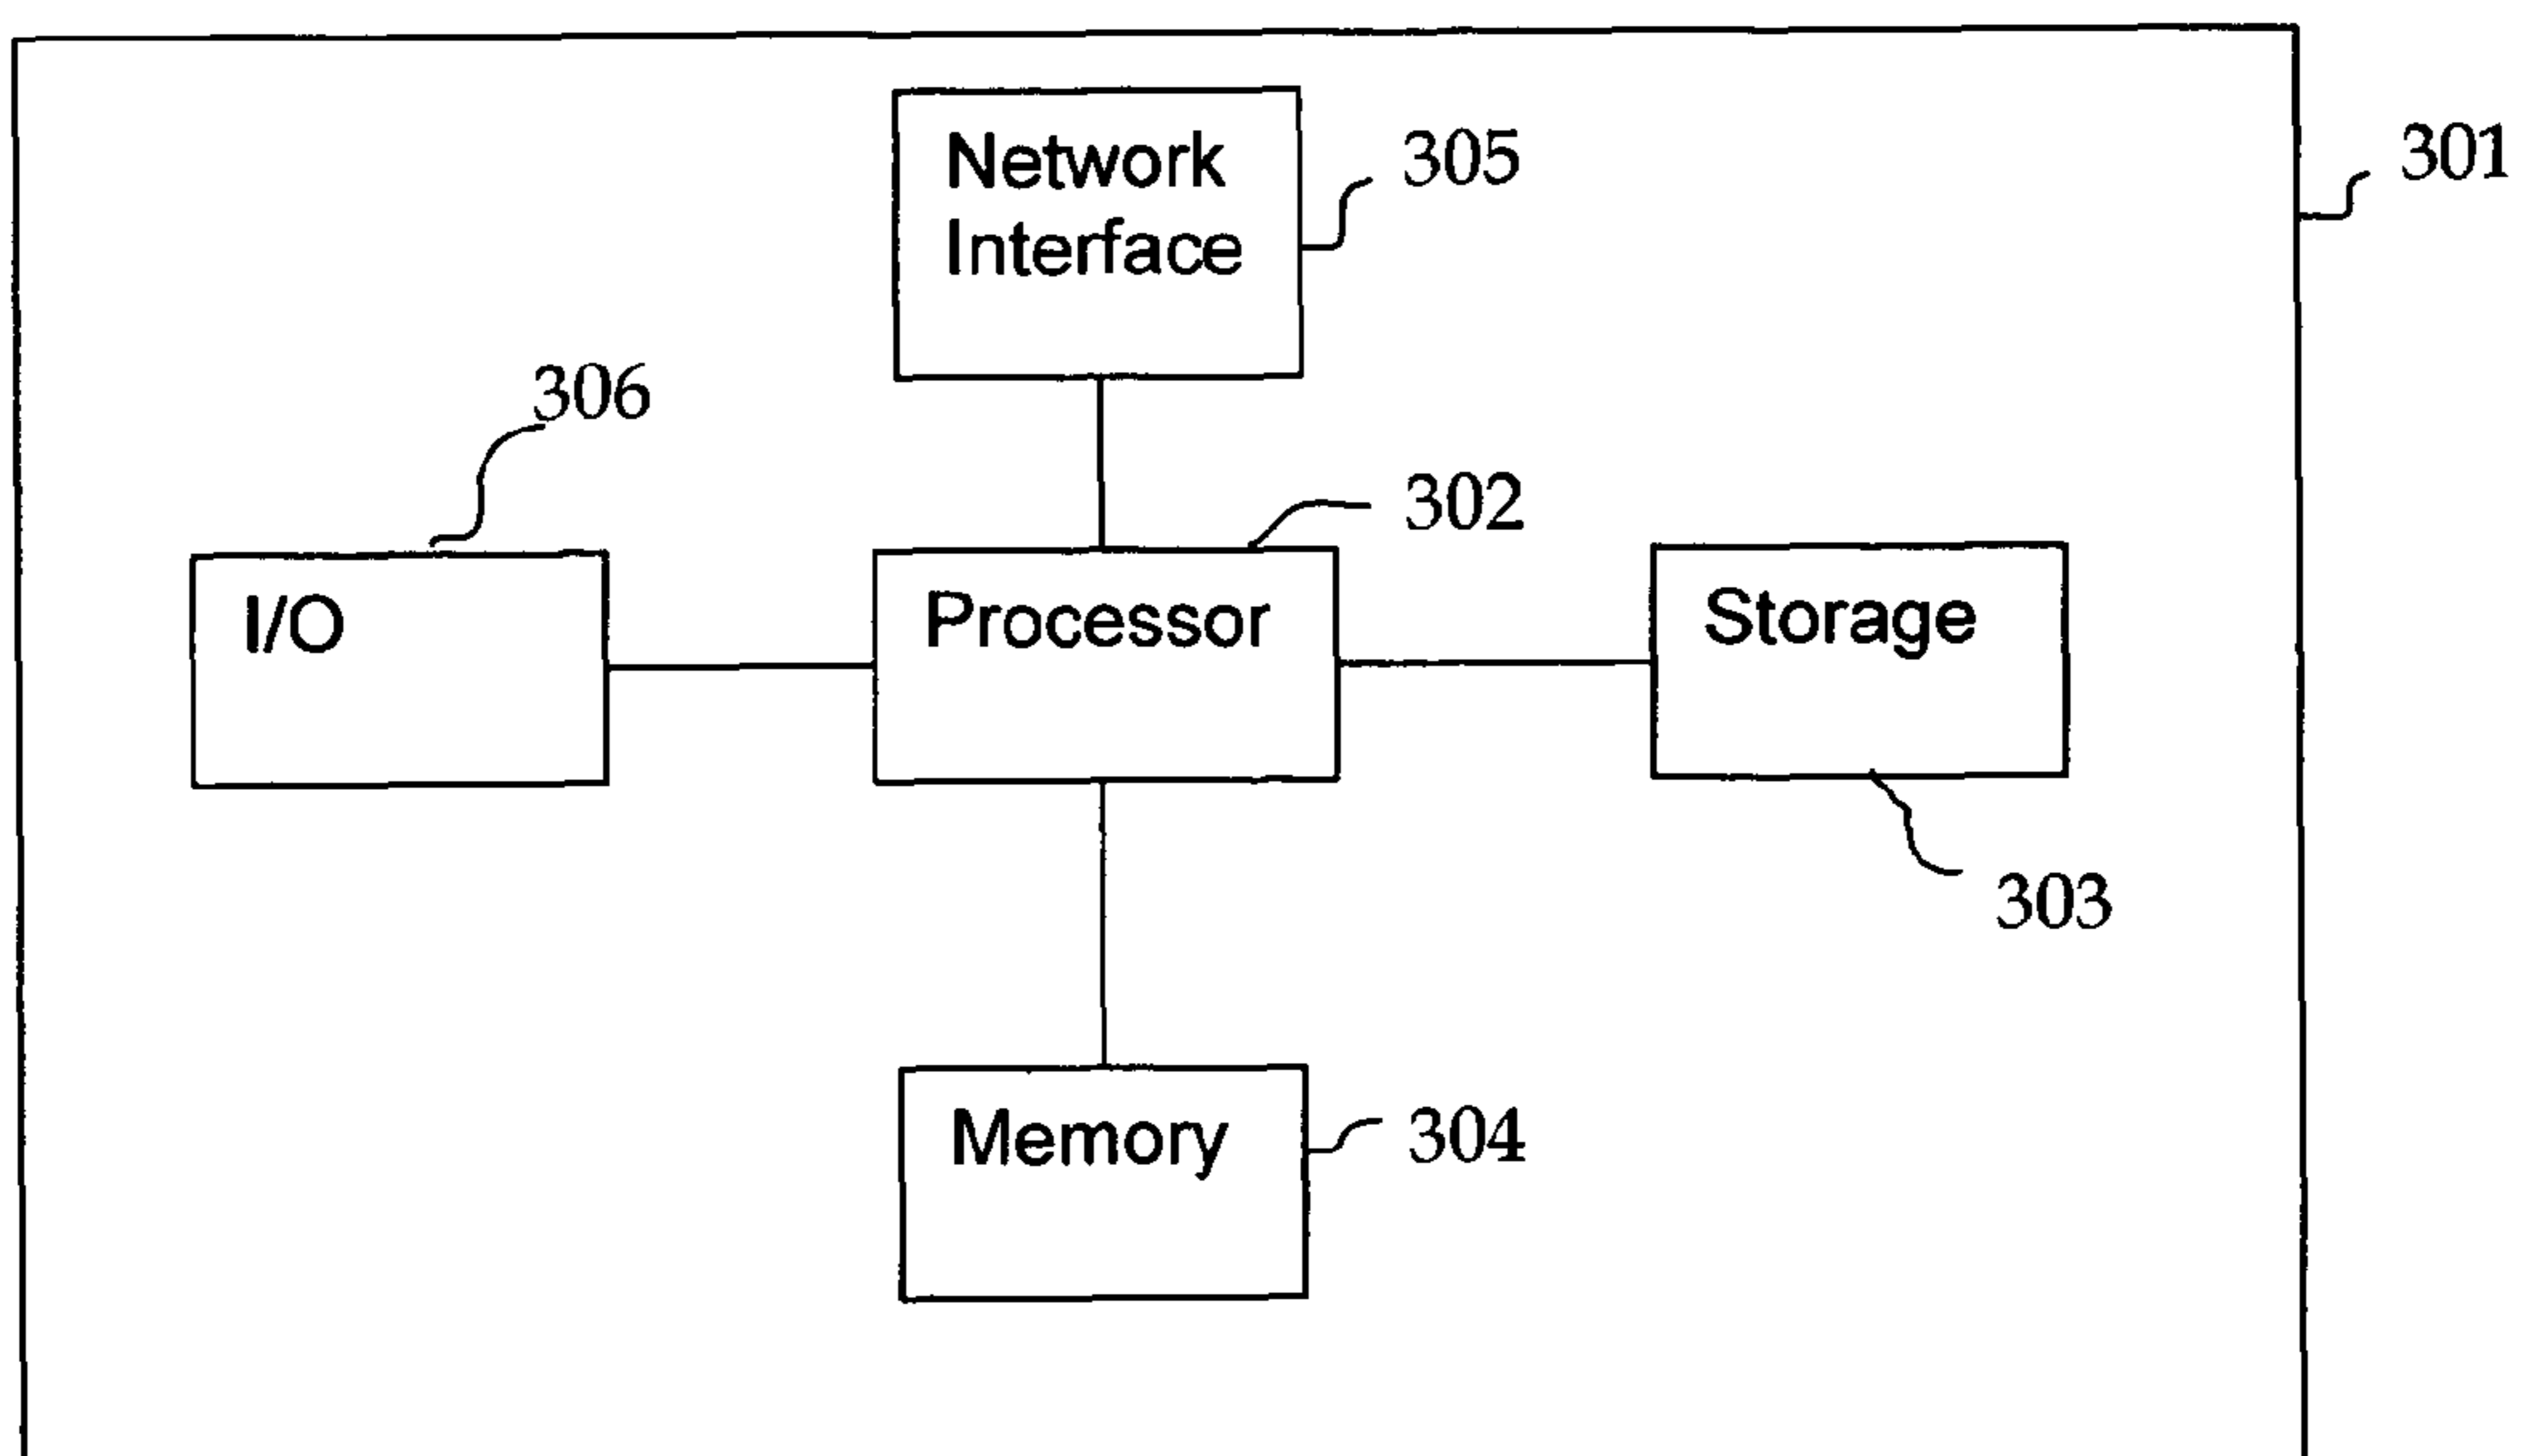 Network
Interface
305
301
306
302
I/O
Processor
Storage
303
Memory
304